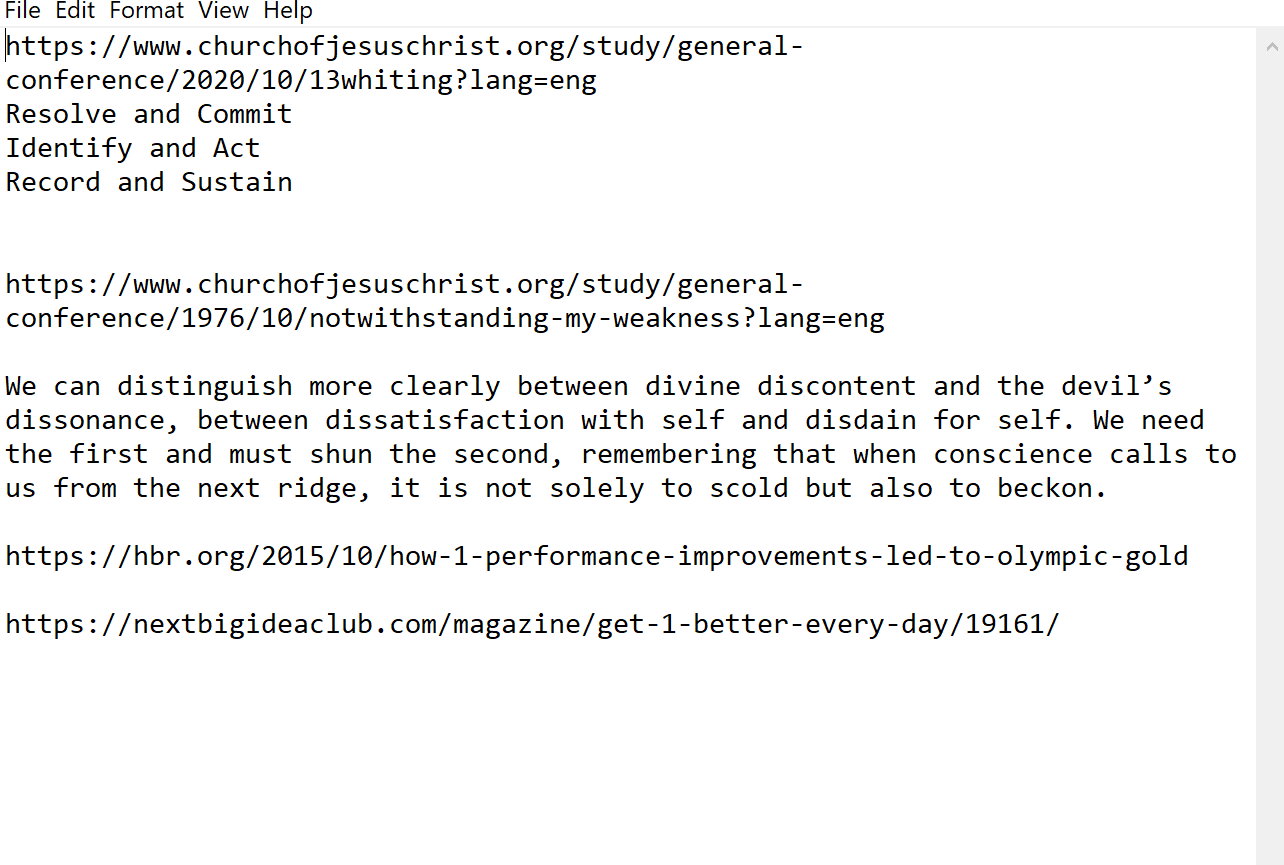 File Edit Format View Help
https://www.churchofjesuschrist.org/study/general-
conference/2020/10/13whiting?lang=eng
Resolve and Commit
Identify and Act
Record and Sustain
https://www.churchofjesuschrist.org/study/general-
conference/1976/10/notwithstanding-my-weakness?lang=eng
We can distinguish more clearly between divine discontent and the devil’s
dissonance, between dissatisfaction with self and disdain for self. We need
the first and must shun the second, remembering that when conscience calls to
us from the next ridge, it is not solely to scold but also to beckon.
https://hbr.org/2015/10/how-1-performance-improvements-led-to-olympic-gold
https://nextbigideaclub.com/magazine/get-1-better-every-day/19161/